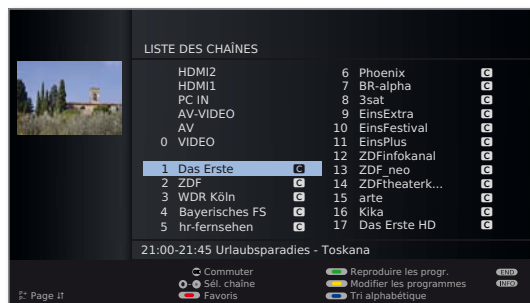 LISTE DES CHAÎNES
HDMI2
HDMI1
PC IN
AV-VIDEO
AV
0 VIDEO
1 Das Erste C
2 ZDF C
3 WDR Köln C
4 Bayerisches FS C
5 hr-fernsehen C
6 Phoenix C
7 BR-alpha C
8 3sat C
9 EinsExtra C
10 EinsFestival C
11 EinsPlus C
12 ZDFinfokanal C
13 ZDF_neo C
14 ZDFtheaterk... C
15 arte C
16 Kika C
17 Das Erste HD C
21:00-21:45 Urlaubsparadies - Toskana
Commuter
0-9 Sél. chaîne
Favoris
Reproduire les progr. END
Modifier les programmes INFO
Tri alphabétique
P+ P- Page